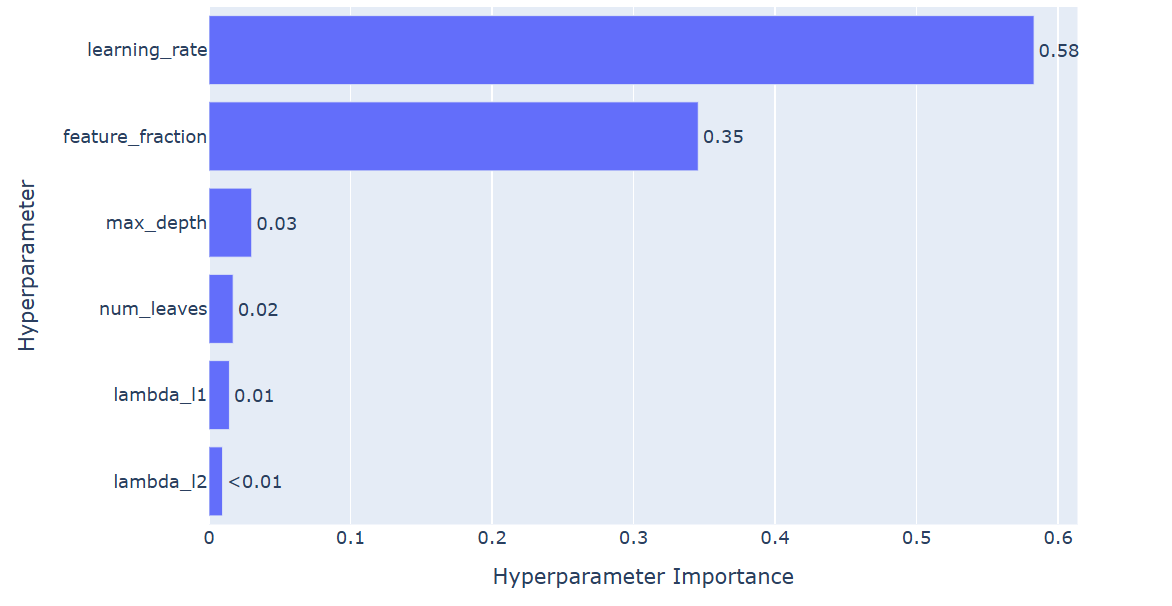 learning_rate 0.58
feature_fraction 0.35
max_depth 0.03
num_leaves 0.02
lambda_l1 0.01
lambda_l2 <0.01
Hyperparameter
0 0.1 0.2 0.3 0.4 0.5 0.6
Hyperparameter Importance